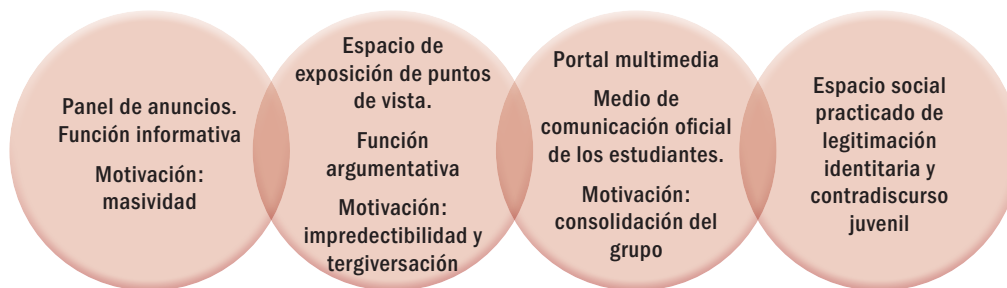 Panel de anuncios.
Función informativa
Motivación:
masividad
Espacio de
exposición de puntos
de vista.
Función
argumentativa
Motivación:
impredectibilidad y
tergiversación
Portal multimedia
Medio de
comunicación oficial
de los estudiantes.
Motivación:
consolidación del
grupo
Espacio social
practicado de
legitimación
identitaria y
contradiscurso
juvenil